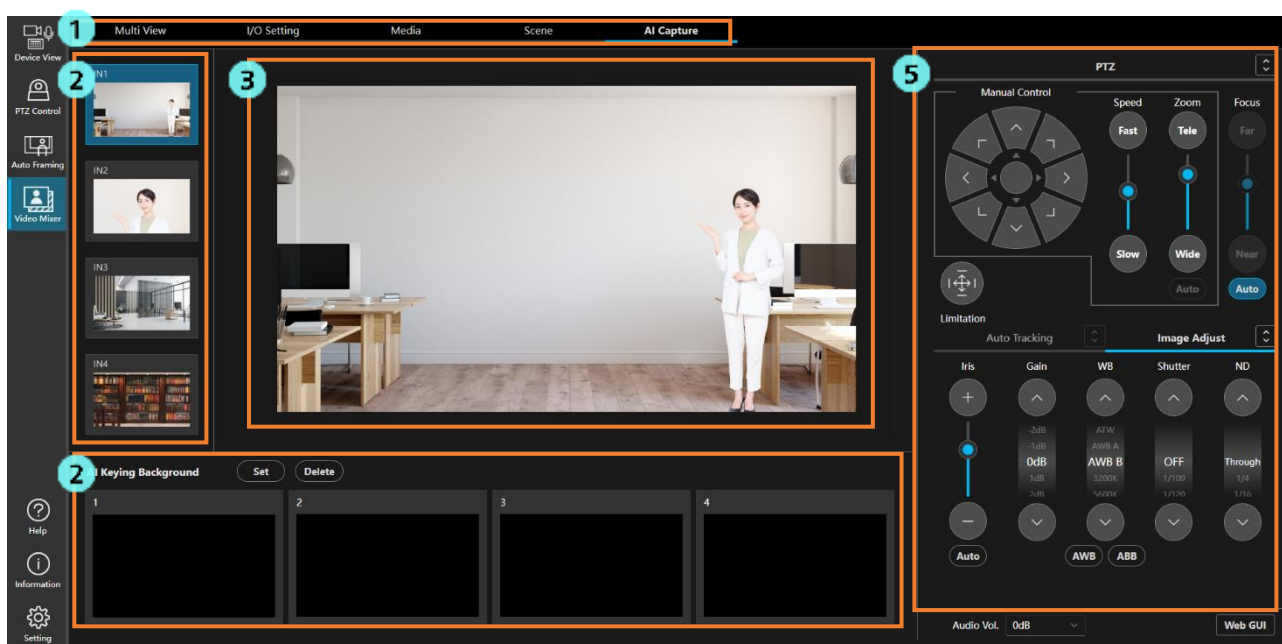 1
Multi View
I/O Setting
Media
Scene
AI Capture
Device View
PTZ Control
Auto Framing
Video Mixer
2
IN1
IN2
IN3
IN4
3
5
PTZ
Manual Control
Speed
Zoom
Focus
Fast
Tele
Far
Slow
Wide
Near
Auto
Auto
Limitation
Auto Tracking
Image Adjust
Iris
Gain
WB
Shutter
ND
-2dB
ATW
-1dB
AWB A
0dB
AWB B
OFF
Through
1dB
3200K
1/100
1/4
2dB
5600K
1/120
1/16
Auto
AWB
ABB
2
AI Keying Background
Set
Delete
1
2
3
4
Help
Information
Setting
Audio Vol.
0dB
Web GUI